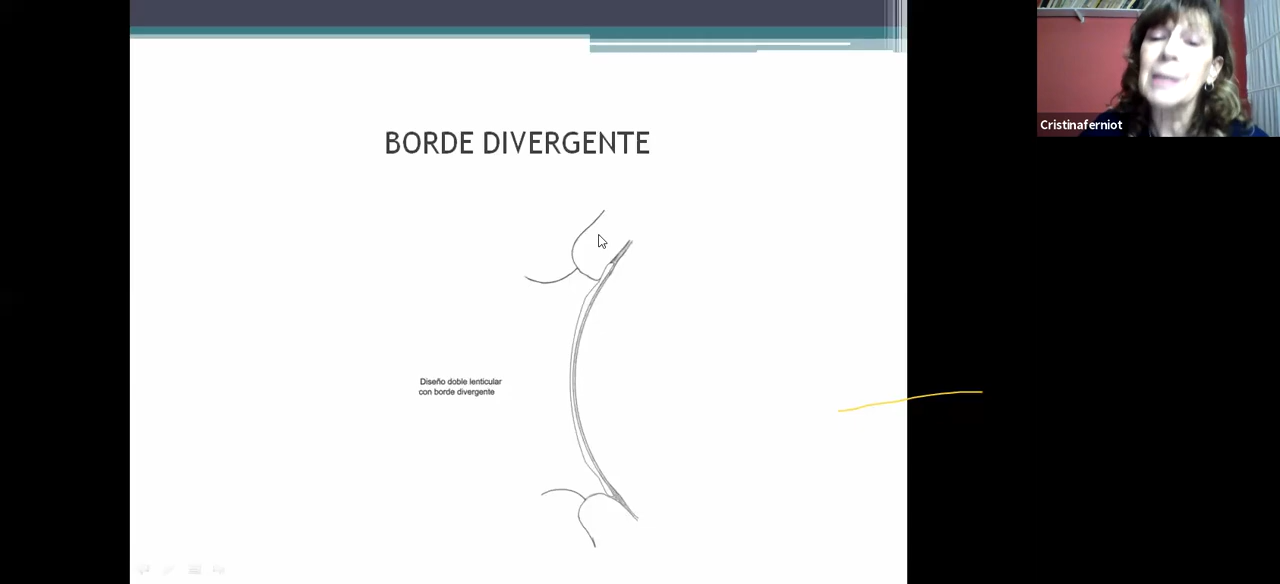 BORDE DIVERGENTE
Diseño doble lenticular
con borde divergente
Cristinaferniot